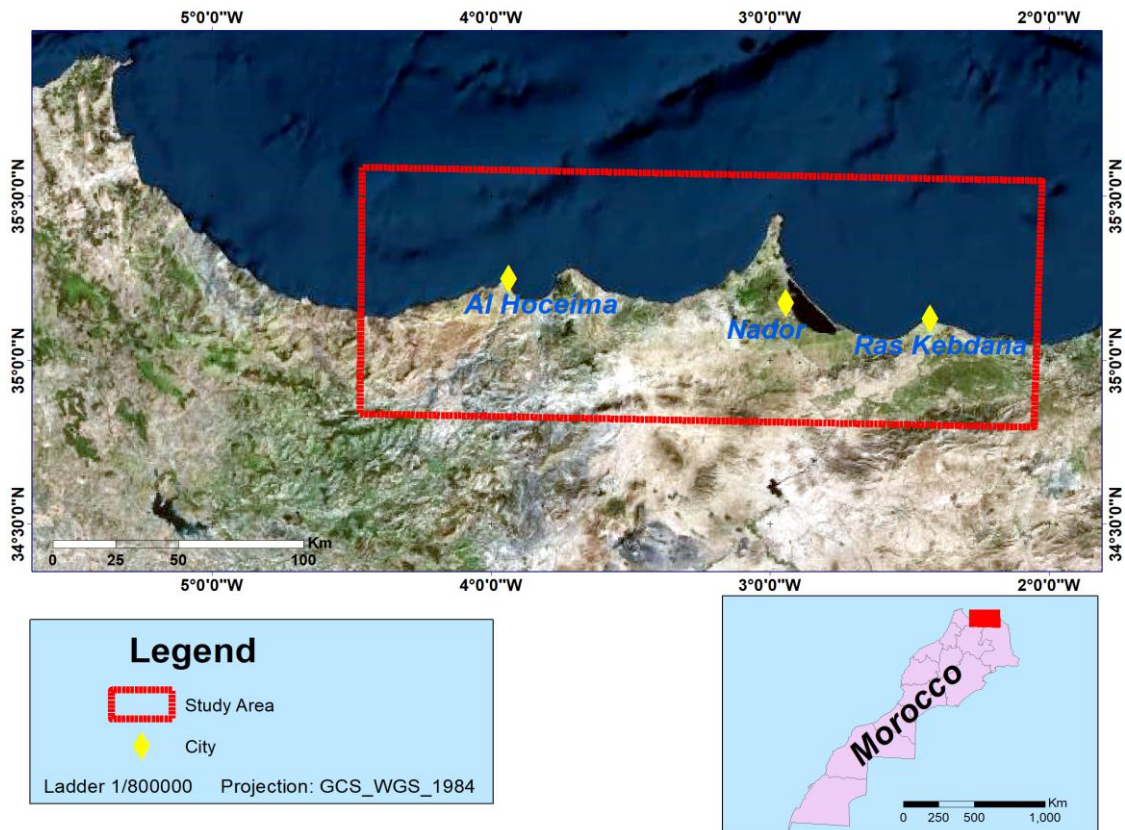 5°0'0"W 4°0'0"W 3°0'0"W 2°0'0"W
35°30'0"N 35°30'0"N
Al Hoceima
Nador
Ras Kebdana
35°0'0"N 35°0'0"N
34°30'0"N 34°30'0"N
Km
0 25 50 100
5°0'0"W 4°0'0"W 3°0'0"W 2°0'0"W
Legend
Study Area
City
Ladder 1/800000 Projection: GCS_WGS_1984
Morocco
Km
0 250 500 1,000